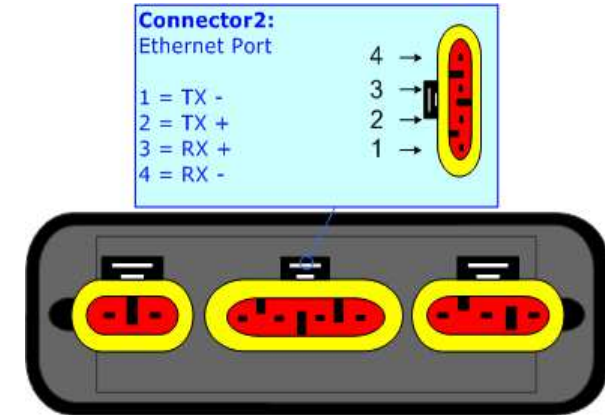 Connector2:
Ethernet Port
1 = TX -
2 = TX +
3 = RX +
4 = RX -
4 →
3 →
2 →
1 →